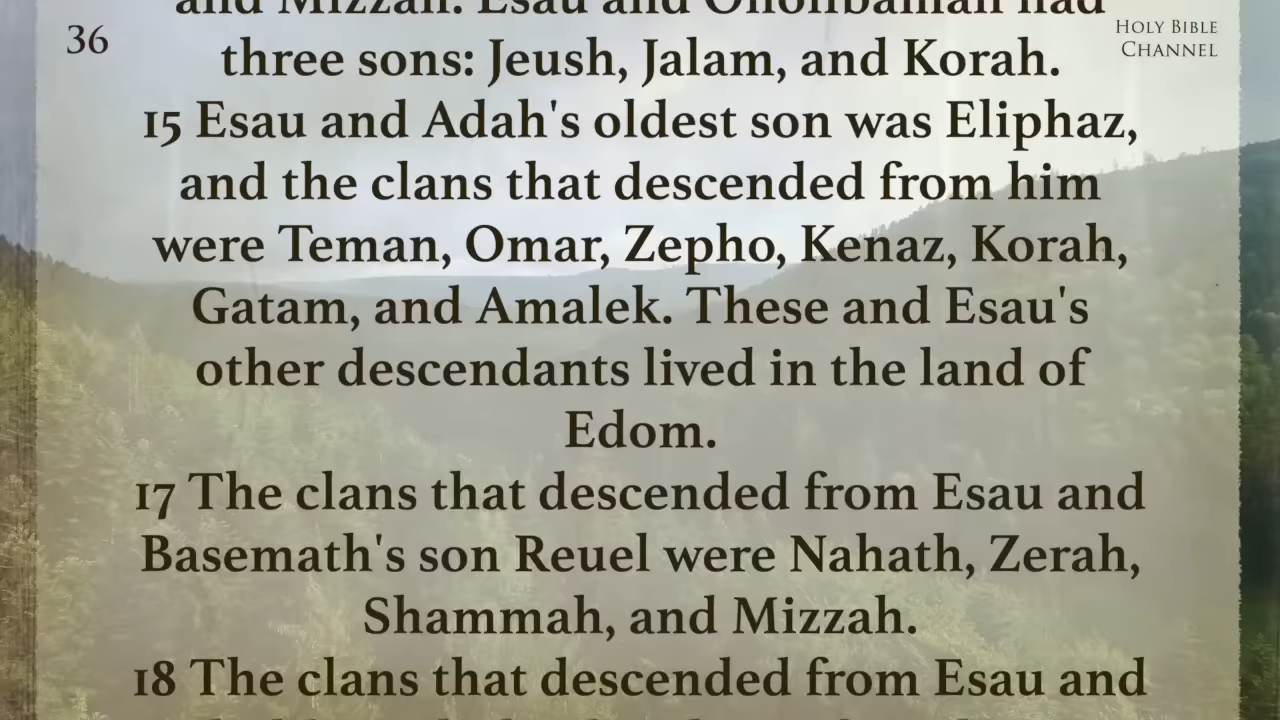 36
HOLY BIBLE
CHANNEL
and Mizzah. Esau and Oholibamah had
three sons: Jeush, Jalam, and Korah.
15 Esau and Adah's oldest son was Eliphaz,
and the clans that descended from him
were Teman, Omar, Zepho, Kenaz, Korah,
Gatam, and Amalek. These and Esau's
other descendants lived in the land of
Edom.
17 The clans that descended from Esau and
Basemath's son Reuel were Nahath, Zerah,
Shammah, and Mizzah.
18 The clans that descended from Esau and